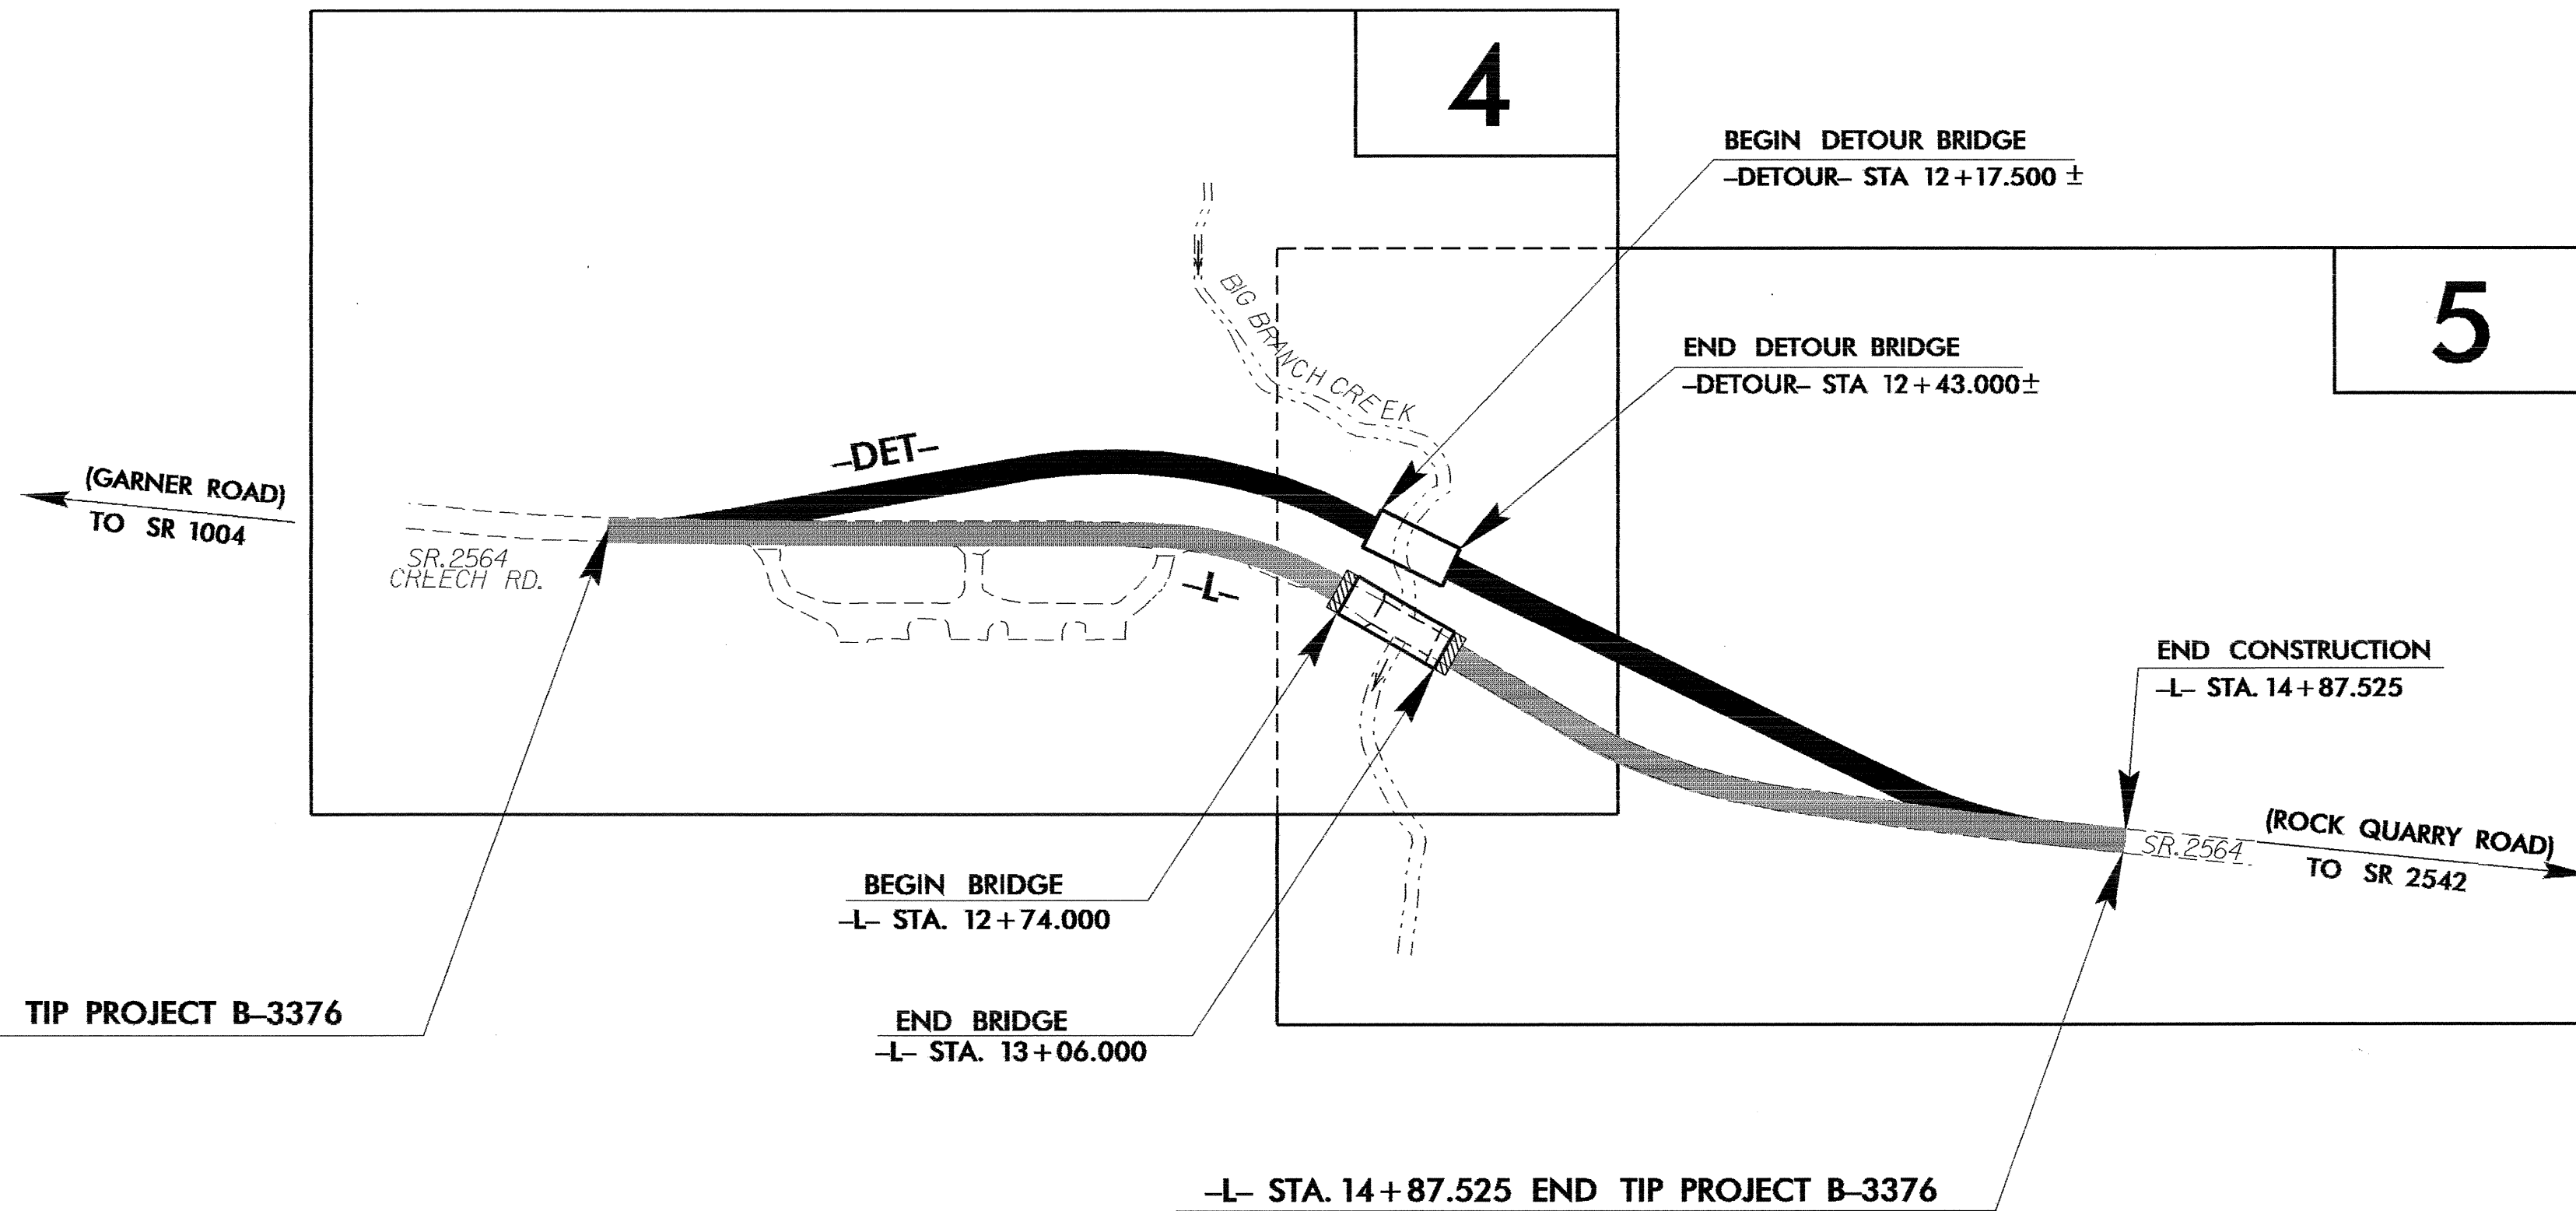 4
BEGIN DETOUR BRIDGE
–DETOUR– STA 12+17.500 ±
5
BIG BRANCH CREEK
END DETOUR BRIDGE
–DETOUR– STA 12+43.000±
–DET–
(GARNER ROAD)
TO SR 1004
SR.2564
CREECH RD.
–L–
END CONSTRUCTION
–L– STA. 14+87.525
(ROCK QUARRY ROAD)
TO SR 2542
SR.2564
BEGIN BRIDGE
–L– STA. 12+74.000
TIP PROJECT B–3376
END BRIDGE
–L– STA. 13+06.000
–L– STA. 14+87.525 END TIP PROJECT B–3376